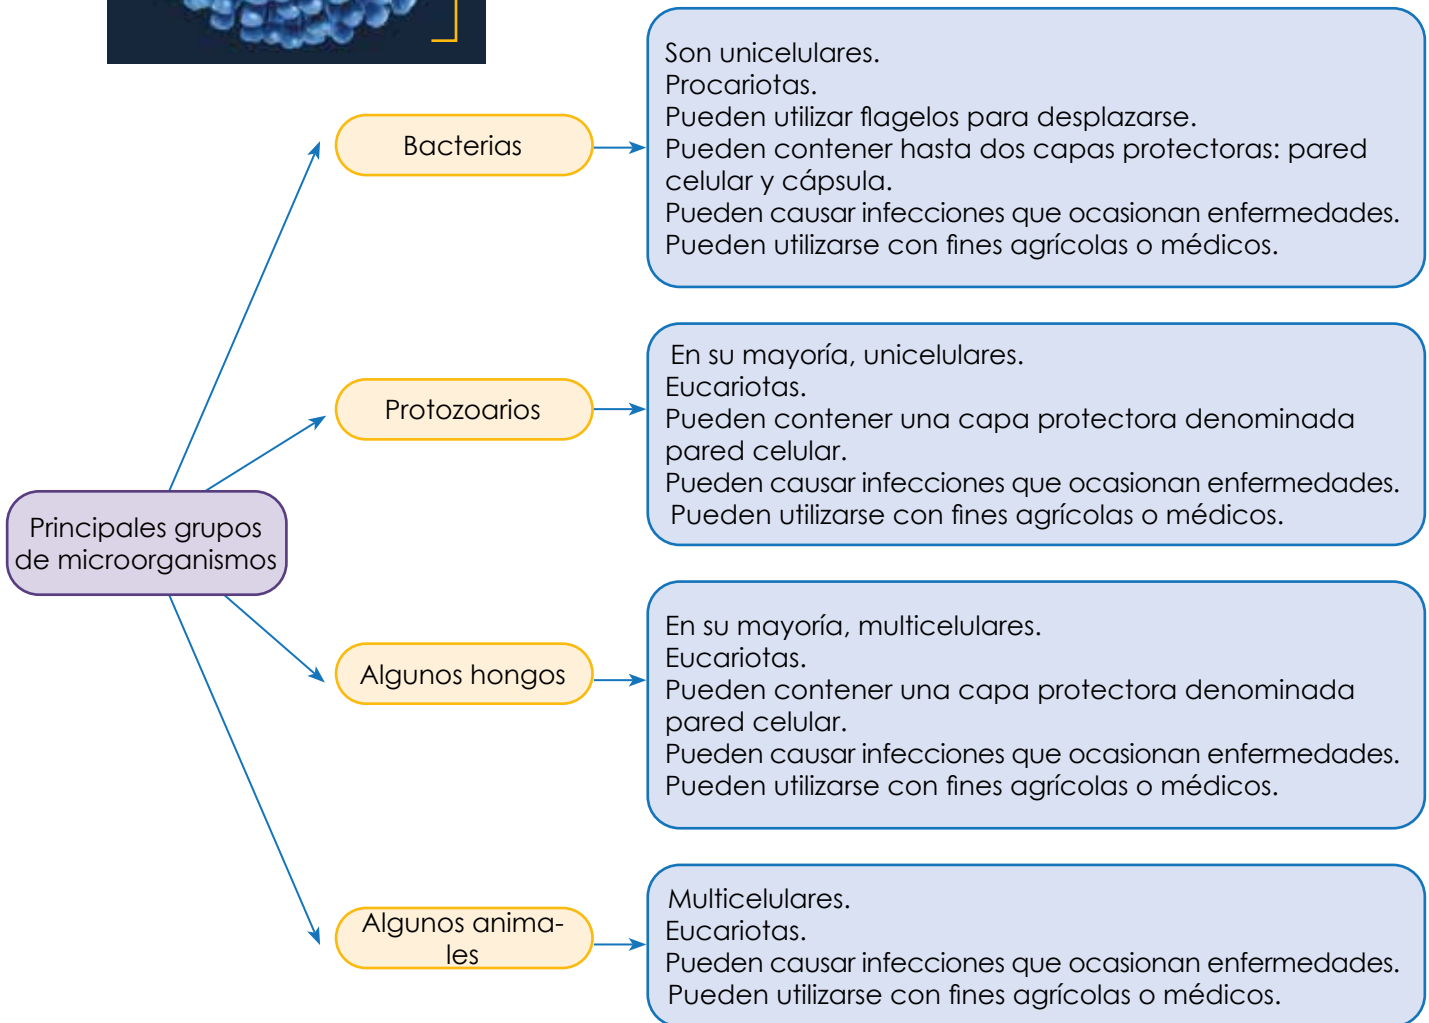 Principales grupos
de microorganismos
Bacterias
Son unicelulares.
Procariotas.
Pueden utilizar flagelos para desplazarse.
Pueden contener hasta dos capas protectoras: pared
celular y cápsula.
Pueden causar infecciones que ocasionan enfermedades.
Pueden utilizarse con fines agrícolas o médicos.
Protozoarios
En su mayoría, unicelulares.
Eucariotas.
Pueden contener una capa protectora denominada
pared celular.
Pueden causar infecciones que ocasionan enfermedades.
Pueden utilizarse con fines agrícolas o médicos.
Algunos hongos
En su mayoría, multicelulares.
Eucariotas.
Pueden contener una capa protectora denominada
pared celular.
Pueden causar infecciones que ocasionan enfermedades.
Pueden utilizarse con fines agrícolas o médicos.
Algunos anima-
les
Multicelulares.
Eucariotas.
Pueden causar infecciones que ocasionan enfermedades.
Pueden utilizarse con fines agrícolas o médicos.